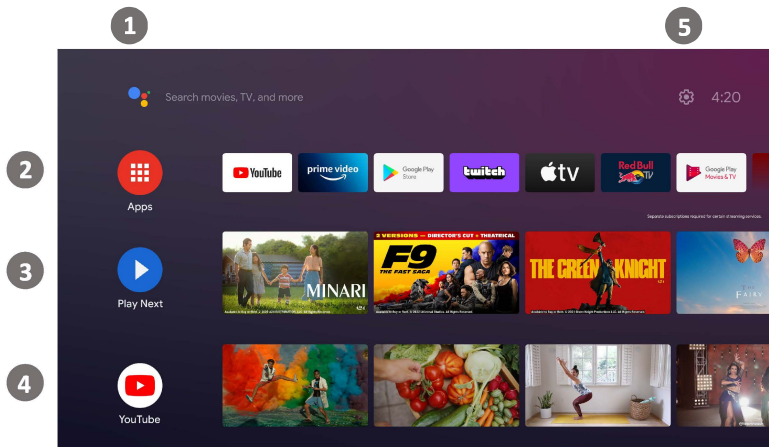 1
5
Search movies, TV, and more
4:20
2
YouTube
prime video
Google Play
Store
twitch
tv
Red Bull
TV
Google Play
Movies & TV
Apps
Separate subscriptions required for certain streaming services.
3
MINARI
2 VERSIONS — DIRECTOR'S CUT + THEATRICAL
F9
THE FAST SAGA
THE GREEN KNIGHT
FAIRY
Play Next
4
YouTube